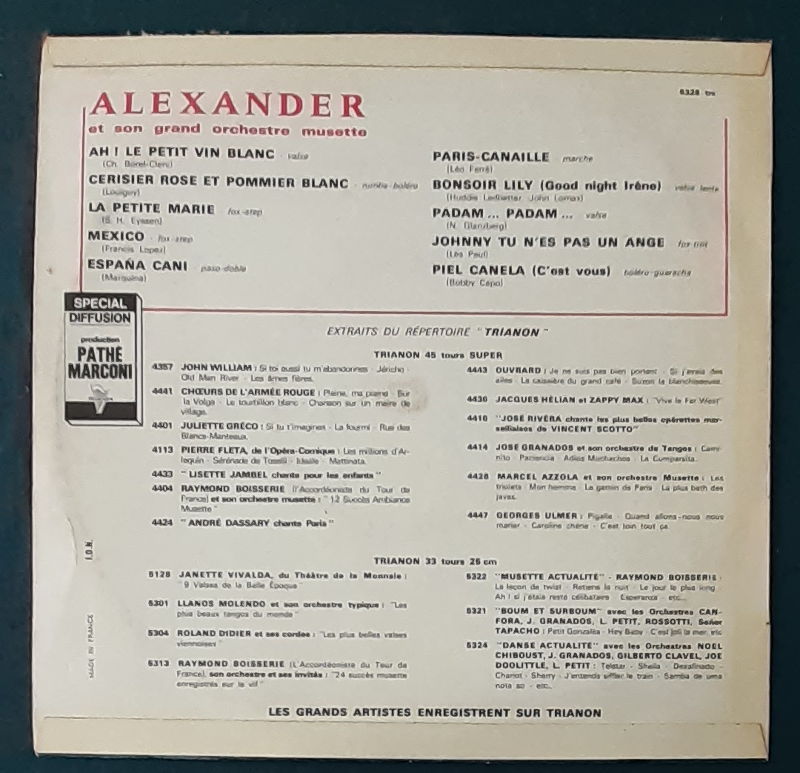 6328 trx
ALEXANDER
et son grand orchestre musette
AH ! LE PETIT VIN BLANC - valse
(Ch. Borel-Clerc)
CERISIER ROSE ET POMMIER BLANC - rumba-boléro
(Louiguy)
LA PETITE MARIE fox-step
MEXICO - fox-step
(Francis Lopez)
ESPAÑA CANI paso-doble
(Marquina)
PARIS-CANAILLE marche
(Léo Ferré)
BONSOIR LILY (Good night Irène) valse lente
(Huddie Ledbetter John Lomax)
PADAM ... PADAM ... valse
(N. Glanzberg)
JOHNNY TU N'ES PAS UN ANGE fox-trot
(Les Paul)
PIEL CANELA (C'est vous) boléro-guaracha
(Bobby Capo)
SPECIAL
DIFFUSION
production
PATHÉ
MARCONI
EXTRAITS DU RÉPERTOIRE "TRIANON"
TRIANON 45 tours SUPER
4357 JOHN WILLIAM : Si toi aussi tu m'abandonnes - Jéricho -
Old Man River - Les âmes fières.
4441 CHŒURS DE L'ARMÉE ROUGE : Plaine, ma plaine - Sur
la Volga - Le tourbillon blanc - Chanson sur un maire de
village.
4401 JULIETTE GRÉCO : Si tu t'imagines - La fourmi - Rue des
Blancs-Manteaux.
4113 PIERRE FLETA, de l'Opéra-Comique : Les millions d'Ar-
lequin - Sérénade de Toselli - Idéale - Mattinata.
4433 " LISETTE JAMBEL chante pour les enfants "
4404 RAYMOND BOISSERIE (l'Accordéoniste du Tour de
France) et son orchestre musette : " 12 Succès Ambiance
Musette "
4424 " ANDRÉ DASSARY chante Paris "
4443 OUVRARD : Je ne suis pas bien portant - Si j'avais des
ailes - La caissière du grand café - Suzon la blanchisseuse.
4436 JACQUES HÉLIAN et ZAPPY MAX : "Vive le Far West"
4410 "JOSÉ RIVÉRA chante les plus belles opérettes mar-
seillaises de VINCENT SCOTTO"
4414 JOSÉ GRANADOS et son orchestre de Tangos : Cami-
nito - Paciencia - Adios Muchachos - La Cumparsita.
4428 MARCEL AZZOLA et son orchestre Musette : Les
triolets - Mon homme - Le gamin de Paris - La plus bath des
javas.
4447 GEORGES ULMER : Pigalle - Quand allons-nous nous
marier - Caroline chérie - C'est loin tout ça.
TRIANON 33 tours 25 cm
5128 JANETTE VIVALDA, du Théâtre de la Monnaie :
" 9 Valses de la Belle Époque "
5301 LLANOS MOLENDO et son orchestre typique : "Les
plus beaux tangos du monde "
5304 ROLAND DIDIER et ses cordes : "Les plus belles valses
viennoises "
5313 RAYMOND BOISSERIE (L'Accordéoniste du Tour de
France), son orchestre et ses invités : "24 succès musette
enregistrés sur le vif "
5322 "MUSETTE ACTUALITÉ" - RAYMOND BOISSERIE -
La leçon de twist - Retiens la nuit - Le jour le plus long -
Ah ! si j'étais resté célibataire - Esperanza - etc...
5321 "BOUM ET SURBOUM" avec les Orchestres CAN-
FORA, J. GRANADOS, L. PETIT, ROSSOTTI, Señor
TAPACHO : Petit Gonzalès - Hey Baby - C'est joli la mer, etc
5324 "DANSE ACTUALITÉ" avec les Orchestres NOEL
CHIBOUST, J. GRANADOS, GILBERTO CLAVEL, JOE
DOOLITTLE, L. PETIT : Telstar - Sheila - Desafinado -
Chariot - Sherry - J'entends siffler le train - Samba de uma
nota so - etc..
I.D.N.
MADE IN FRANCE
LES GRANDS ARTISTES ENREGISTRENT SUR TRIANON